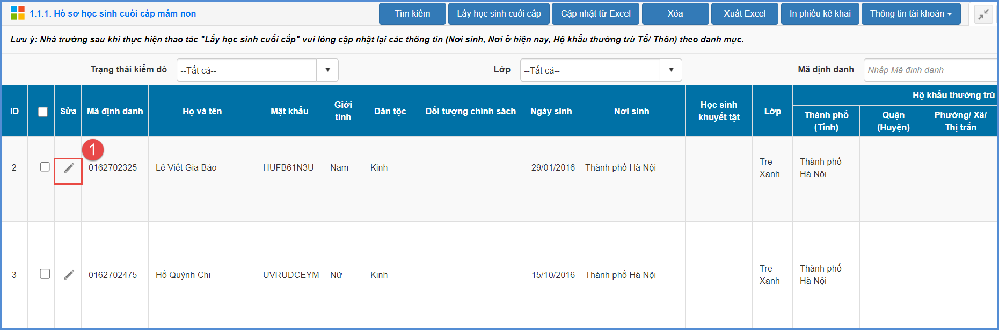 1.1.1. Hồ sơ học sinh cuối cấp mầm non
Tìm kiếm Lấy học sinh cuối cấp Cập nhật từ Excel Xóa Xuất Excel In phiếu kê khai Thông tin tài khoản
Lưu ý: Nhà trường sau khi thực hiện thao tác "Lấy học sinh cuối cấp" vui lòng cập nhật lại các thông tin (Nơi sinh, Nơi ở hiện nay, Hộ khẩu thường trú Tổ/ Thôn) theo danh mục.
Trạng thái kiểm dò --Tất cả-- Lớp --Tất cả-- Mã định danh Nhập Mã định danh
ID Sửa Mã định danh Họ và tên Mật khẩu Giới tính Dân tộc Đối tượng chính sách Ngày sinh Nơi sinh Học sinh khuyết tật Lớp Hộ khẩu thường trú
Thành phố (Tỉnh) Quận (Huyện) Phường/ Xã/ Thị trấn
1
2 0162702325 Lê Viết Gia Bảo HUFB61N3U Nam Kinh 29/01/2016 Thành phố Hà Nội Tre Xanh Thành phố Hà Nội
3 0162702475 Hồ Quỳnh Chi UVRUDCEYM Nữ Kinh 15/10/2016 Thành phố Hà Nội Tre Xanh Thành phố Hà Nội